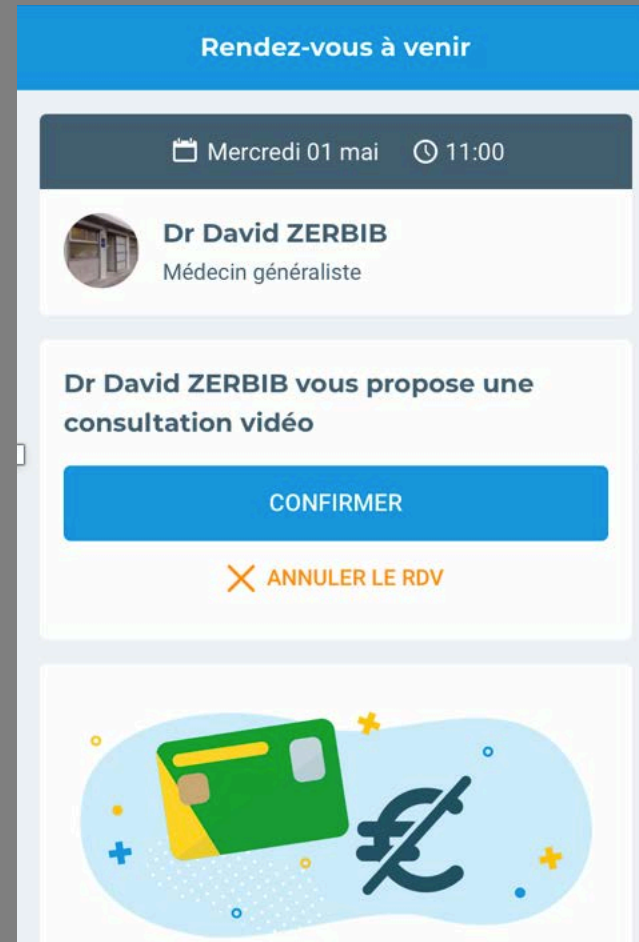 Rendez-vous à venir
Mercredi 01 mai 11:00
Dr David ZERBIB
Médecin généraliste
Dr David ZERBIB vous propose une
consultation vidéo
CONFIRMER
ANNULER LE RDV